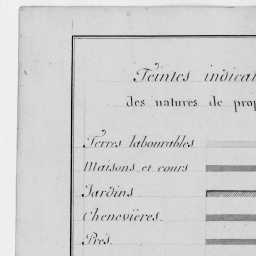 Teintes indicat
des natures de prop
Terres labourables
Maisons et cours
Jardins
Chenevières
Prés